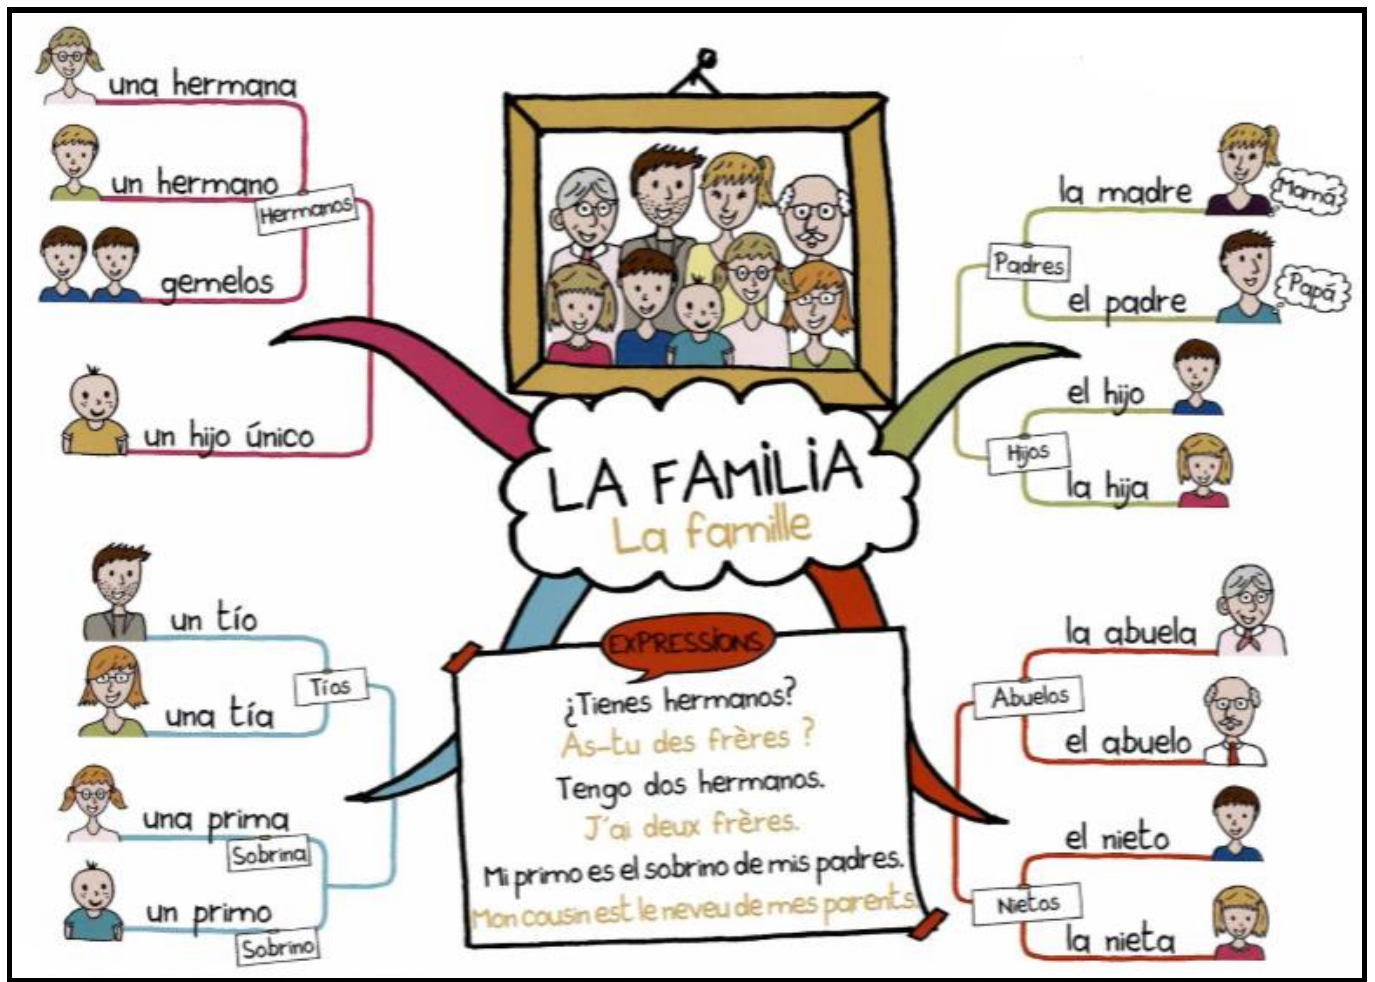 una hermana
un hermano
Hermanos
gemelos
un hijo único
LA FAMILIA
La famille
la madre
Mamá
Padres
el padre
Papá
el hijo
Hijos
la hija
un tío
Tíos
una tía
una prima
Sobrina
un primo
Sobrino
EXPRESSIONS
¿Tienes hermanos?
As-tu des frères ?
Tengo dos hermanos.
J'ai deux frères.
Mi primo es el sobrino de mis padres.
Mon cousin est le neveu de mes parents.
la abuela
Abuelos
el abuelo
el nieto
Nietos
la nieta